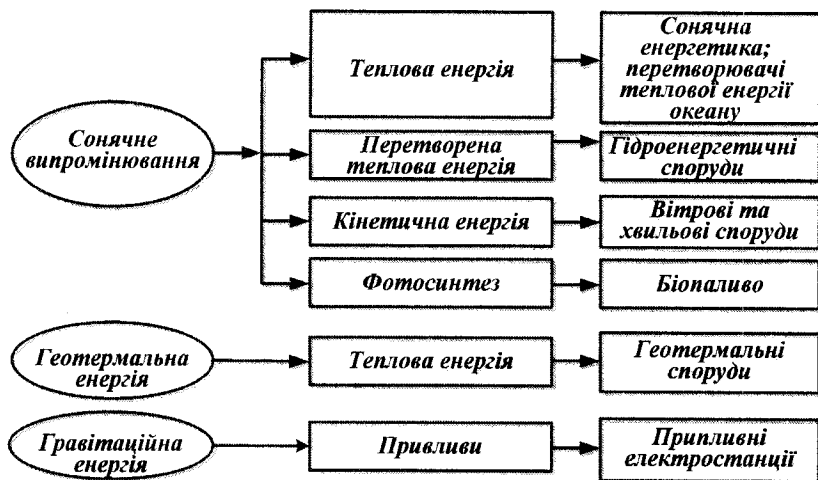 Сонячне
випромінювання
Теплова енергія
Сонячна
енергетика;
перетворювачі
теплової енергії
океану
Перетворена
теплова енергія
Гідроенергетичні
споруди
Кінетична енергія
Вітрові та
хвильові споруди
Фотосинтез
Біопаливо
Геотермальна
енергія
Теплова енергія
Геотермальні
споруди
Гравітаційна
енергія
Привливи
Припливні
електростанції